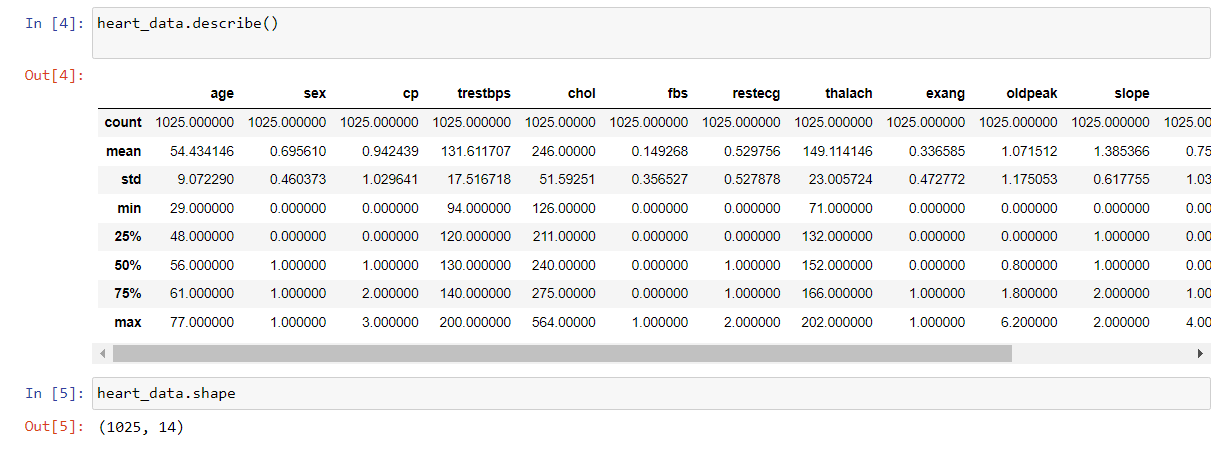 In [4]: heart_data.describe()
Out[4]:
age sex cp trestbps chol fbs restecg thalach exang oldpeak slope
count 1025.000000 1025.000000 1025.000000 1025.000000 1025.00000 1025.000000 1025.000000 1025.000000 1025.000000 1025.000000 1025.000000 1025.00
mean 54.434146 0.695610 0.942439 131.611707 246.00000 0.149268 0.529756 149.114146 0.336585 1.071512 1.385366 0.75
std 9.072290 0.460373 1.029641 17.516718 51.59251 0.356527 0.527878 23.005724 0.472772 1.175053 0.617755 1.03
min 29.000000 0.000000 0.000000 94.000000 126.00000 0.000000 0.000000 71.000000 0.000000 0.000000 0.000000 0.00
25% 48.000000 0.000000 0.000000 120.000000 211.00000 0.000000 0.000000 132.000000 0.000000 0.000000 1.000000 0.00
50% 56.000000 1.000000 1.000000 130.000000 240.00000 0.000000 1.000000 152.000000 0.000000 0.800000 1.000000 0.00
75% 61.000000 1.000000 2.000000 140.000000 275.00000 0.000000 1.000000 166.000000 1.000000 1.800000 2.000000 1.00
max 77.000000 1.000000 3.000000 200.000000 564.00000 1.000000 2.000000 202.000000 1.000000 6.200000 2.000000 4.00
In [5]: heart_data.shape
Out[5]: (1025, 14)